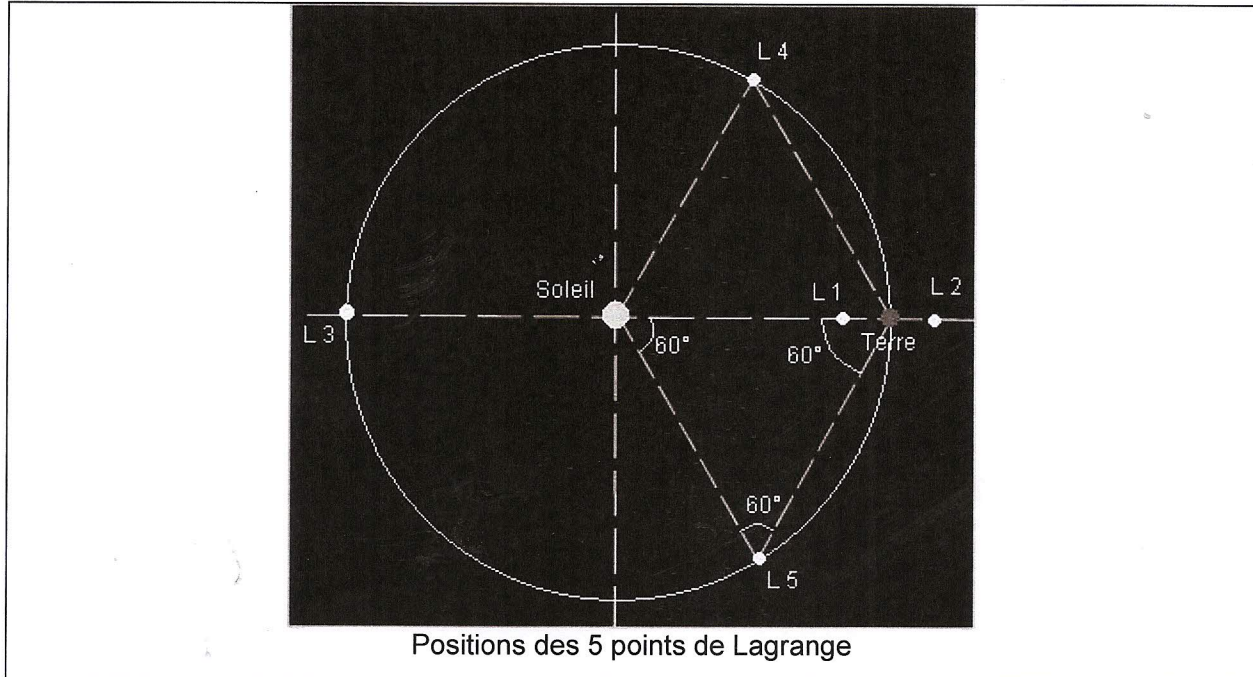 L 4
Soleil
L 1
L 2
L 3
60°
60°
Terre
60°
L 5
Positions des 5 points de Lagrange